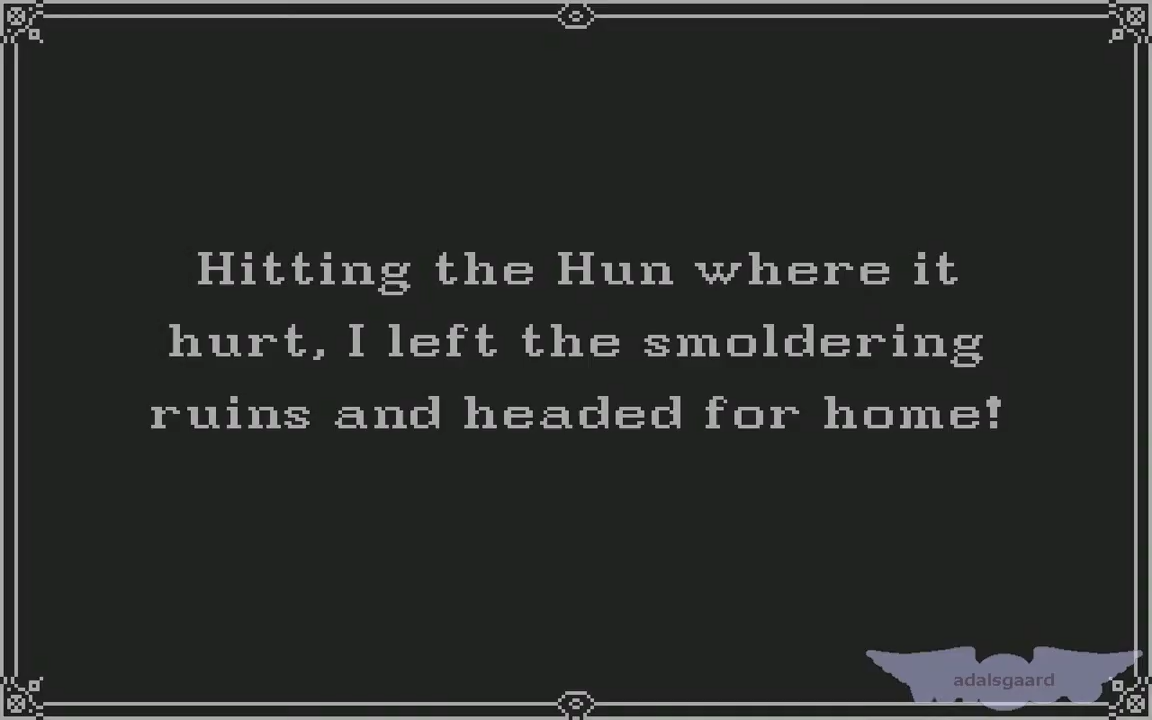 Hitting the Hun where it
hurt, I left the smoldering
ruins and headed for home!
adalsgaard